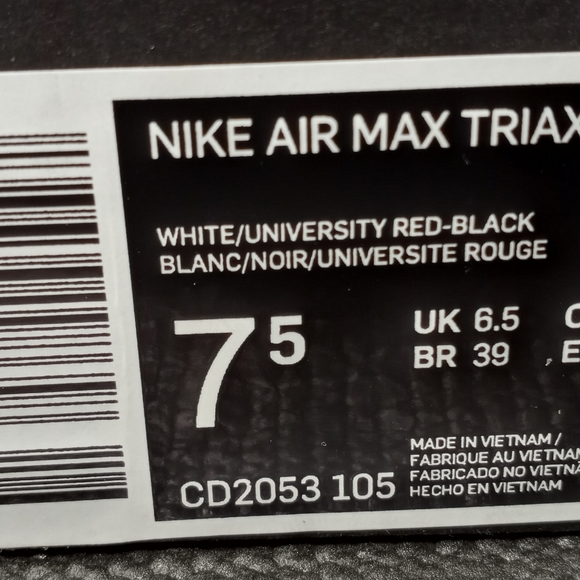 NIKE AIR MAX TRIAX
WHITE/UNIVERSITY RED-BLACK
BLANC/NOIR/UNIVERSITE ROUGE
7 5
UK 6.5
BR 39
MADE IN VIETNAM /
FABRIQUE AU VIETNAM
FABRICADO NO VIETNA
HECHO EN VIETNAM
CD2053 105